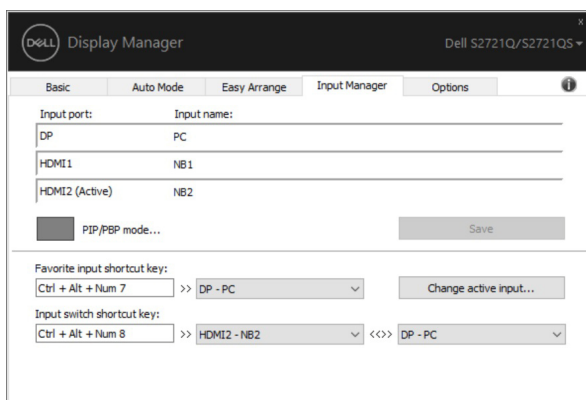 x
DELL Display Manager Dell S2721Q/S2721QS
Basic Auto Mode Easy Arrange Input Manager Options i
Input port: Input name:
DP PC
HDMI1 NB1
HDMI2 (Active) NB2
PIP/PBP mode... Save
Favorite input shortcut key:
Ctrl + Alt + Num 7 >> DP - PC Change active input...
Input switch shortcut key:
Ctrl + Alt + Num 8 >> HDMI2 - NB2 <<>> DP - PC